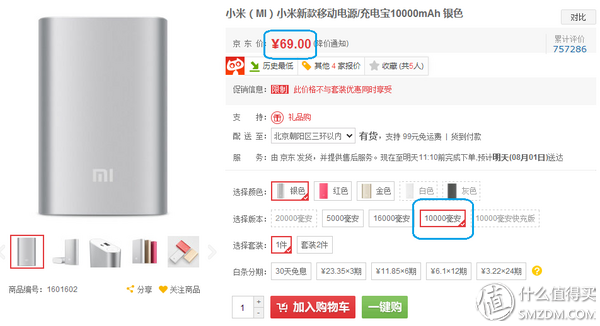 小米（MI）小米新款移动电源/充电宝10000mAh 银色
对比
京 东 价： ¥69.00 (降价通知)
累计评价
757286
历史最低 其他 4 家报价 收藏 (共5人)
促销信息： 限制 此价格不与套装优惠同时享受
支 持： 礼品购
配 送 至： 北京朝阳区三环以内 有货，支持 99元免运费 | 货到付款
服 务： 由 京东 发货，并提供售后服务。现在至明天11:10前完成下单,预计明天(08月01日)送达
mi
选择颜色： 银色 红色 金色 白色 灰色
选择版本： 20000毫安 5000毫安 16000毫安 10000毫安 10000毫安快充版
选择套装： 1件 套装2件
白条分期： 30天免息 ¥23.35×3期 ¥11.85×6期 ¥6.1×12期 ¥3.22×24期 ?
商品编号：1601602 分享 关注商品
1 + - 加入购物车 一键购
值 什么值得买
SMZDM.COM